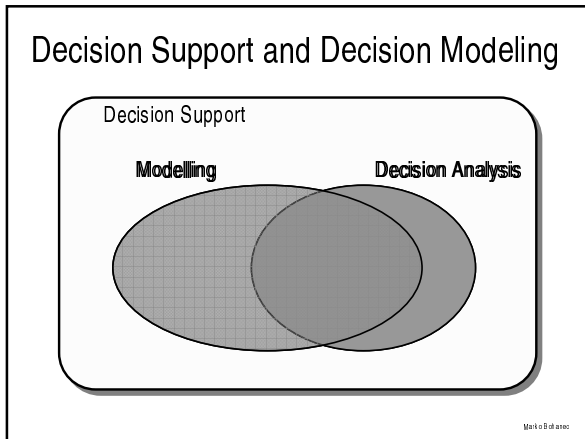 Decision Support and Decision Modeling
Decision Support
Modelling
Decision Analysis
Marko Bohanec